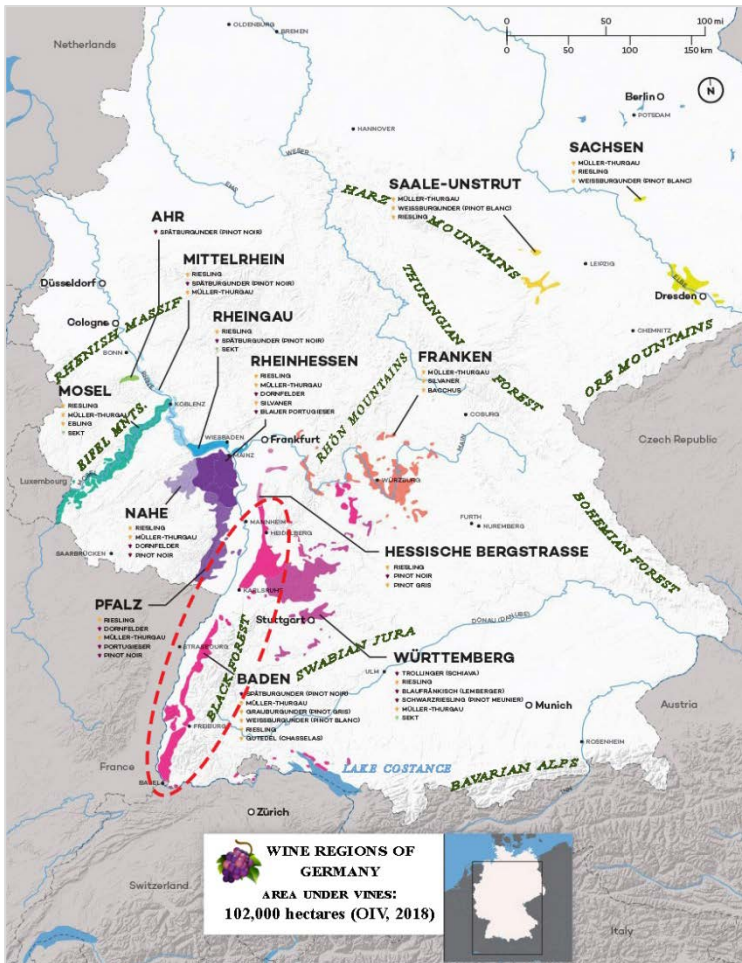 OLDENBURG
BREMEN
0 50 100 mi
0 50 100 150 km
Netherlands
Berlin
POTSDAM
N
HANNOVER
WESER
EMS
SACHSEN
MÜLLER-THURGAU
RIESLING
WEISSBURGUNDER (PINOT BLANC)
SAALE-UNSTRUT
MÜLLER-THURGAU
WEISSBURGUNDER (PINOT BLANC)
RIESLING
HARZ MOUNTAINS
AHR
SPÄTBURGUNDER (PINOT NOIR)
MITTELRHEIN
RIESLING
SPÄTBURGUNDER (PINOT NOIR)
MÜLLER-THURGAU
LEIPZIG
ELBE
Düsseldorf
Dresden
Cologne
RHENISH MASSIF
THURINGIAN FOREST
RHEINGAU
RIESLING
SPÄTBURGUNDER (PINOT NOIR)
SEKT
CHEMNITZ
ORE MOUNTAINS
BONN
RHINE
RHEINHESSEN
RIESLING
MÜLLER-THURGAU
DORNFELDER
SILVANER
BLAUER PORTUGIESER
FRANKEN
MÜLLER-THURGAU
SILVANER
BACCHUS
MOSEL
RIESLING
MÜLLER-THURGAU
EBLING
SEKT
KOBLENZ
EIFEL MNTS.
RHÖN MOUNTAINS
COBURG
MAIN
WIESBADEN
Frankfurt
MAINZ
Czech Republic
Luxembourg
WÜRZBURG
NAHE
RIESLING
MÜLLER-THURGAU
DORNFELDER
PINOT NOIR
MANNHEIM
HEIDELBERG
FURTH
NUREMBERG
BOHEMIAN FOREST
SAARBRÜCKEN
HESSISCHE BERGSTRASSE
RIESLING
PINOT NOIR
PINOT GRIS
KARLSRUHE
PFALZ
RIESLING
DORNFELDER
MÜLLER-THURGAU
PORTUGIESER
PINOT NOIR
Stuttgart
DONAU (DANUBE)
STRASBOURG
BLACK FOREST
SWABIAN JURA
ULM
WÜRTTEMBERG
TROLLINGER (SCHIAVA)
RIESLING
BLAUFRÄNKISCH (LEMBERGER)
SCHWARZRIESLING (PINOT MEUNIER)
MÜLLER-THURGAU
SEKT
BADEN
SPÄTBURGUNDER (PINOT NOIR)
MÜLLER-THURGAU
GRAUBURGUNDER (PINOT GRIS)
WEISSBURGUNDER (PINOT BLANC)
RIESLING
GUTEDEL (CHASSELAS)
Munich
Austria
FREIBURG
ROSENHEIM
France
LAKE COSTANCE
BAVARIAN ALPS
BASEL
Zürich
WINE REGIONS OF
GERMANY
AREA UNDER VINES:
102,000 hectares (OIV, 2018)
Switzerland
Italy